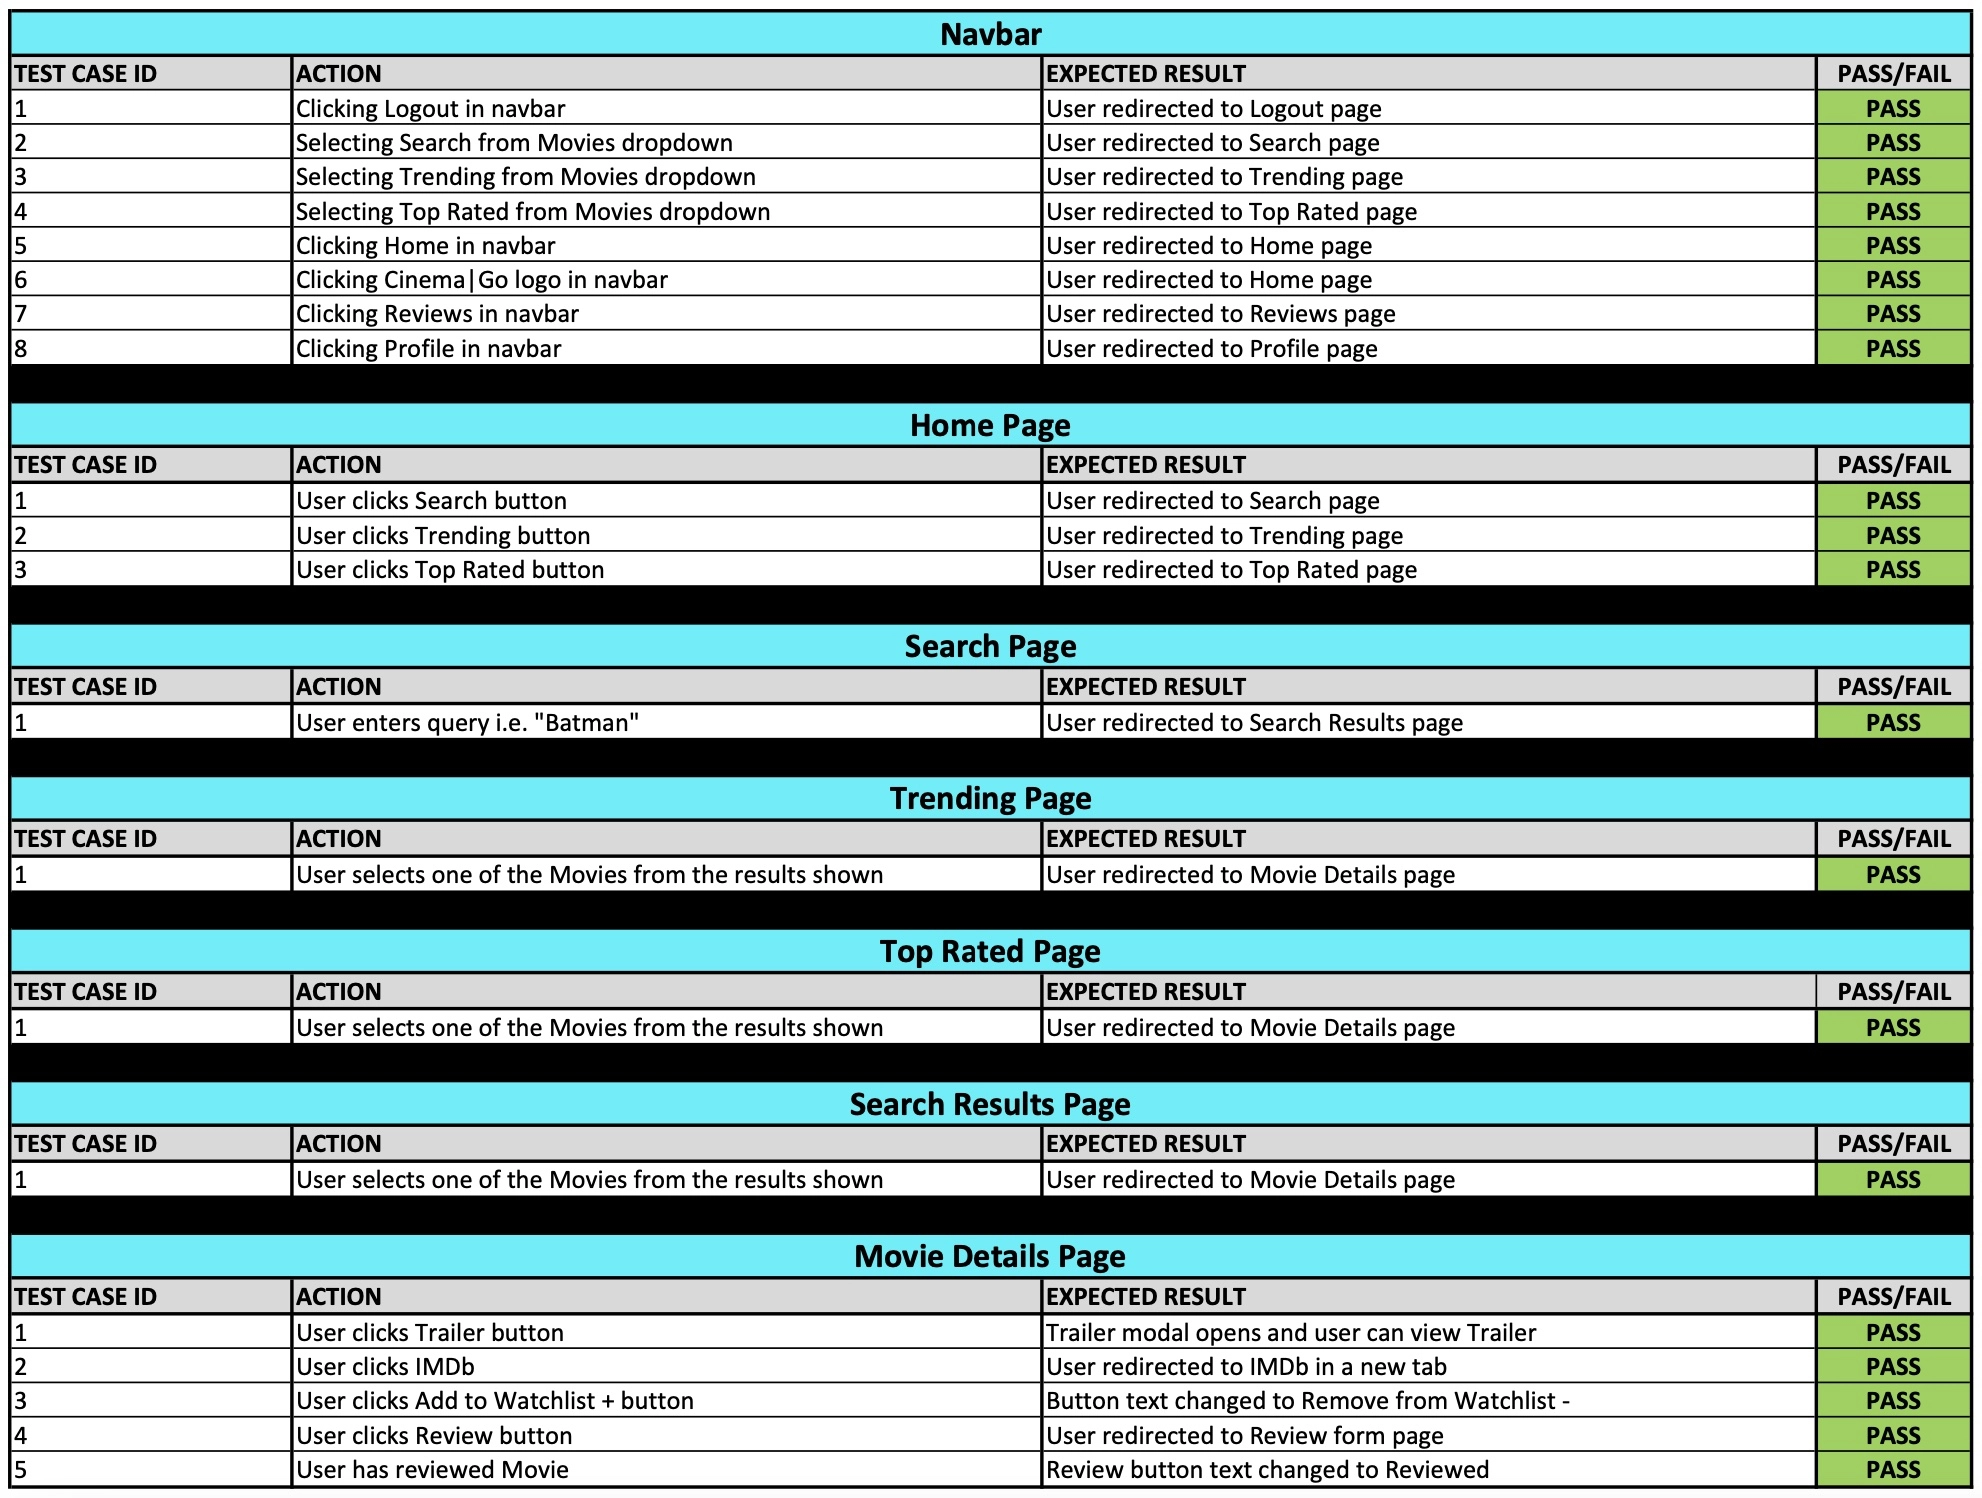 Navbar
TEST CASE ID ACTION EXPECTED RESULT PASS/FAIL
1 Clicking Logout in navbar User redirected to Logout page PASS
2 Selecting Search from Movies dropdown User redirected to Search page PASS
3 Selecting Trending from Movies dropdown User redirected to Trending page PASS
4 Selecting Top Rated from Movies dropdown User redirected to Top Rated page PASS
5 Clicking Home in navbar User redirected to Home page PASS
6 Clicking Cinema|Go logo in navbar User redirected to Home page PASS
7 Clicking Reviews in navbar User redirected to Reviews page PASS
8 Clicking Profile in navbar User redirected to Profile page PASS
Home Page
TEST CASE ID ACTION EXPECTED RESULT PASS/FAIL
1 User clicks Search button User redirected to Search page PASS
2 User clicks Trending button User redirected to Trending page PASS
3 User clicks Top Rated button User redirected to Top Rated page PASS
Search Page
TEST CASE ID ACTION EXPECTED RESULT PASS/FAIL
1 User enters query i.e. "Batman" User redirected to Search Results page PASS
Trending Page
TEST CASE ID ACTION EXPECTED RESULT PASS/FAIL
1 User selects one of the Movies from the results shown User redirected to Movie Details page PASS
Top Rated Page
TEST CASE ID ACTION EXPECTED RESULT PASS/FAIL
1 User selects one of the Movies from the results shown User redirected to Movie Details page PASS
Search Results Page
TEST CASE ID ACTION EXPECTED RESULT PASS/FAIL
1 User selects one of the Movies from the results shown User redirected to Movie Details page PASS
Movie Details Page
TEST CASE ID ACTION EXPECTED RESULT PASS/FAIL
1 User clicks Trailer button Trailer modal opens and user can view Trailer PASS
2 User clicks IMDb User redirected to IMDb in a new tab PASS
3 User clicks Add to Watchlist + button Button text changed to Remove from Watchlist - PASS
4 User clicks Review button User redirected to Review form page PASS
5 User has reviewed Movie Review button text changed to Reviewed PASS